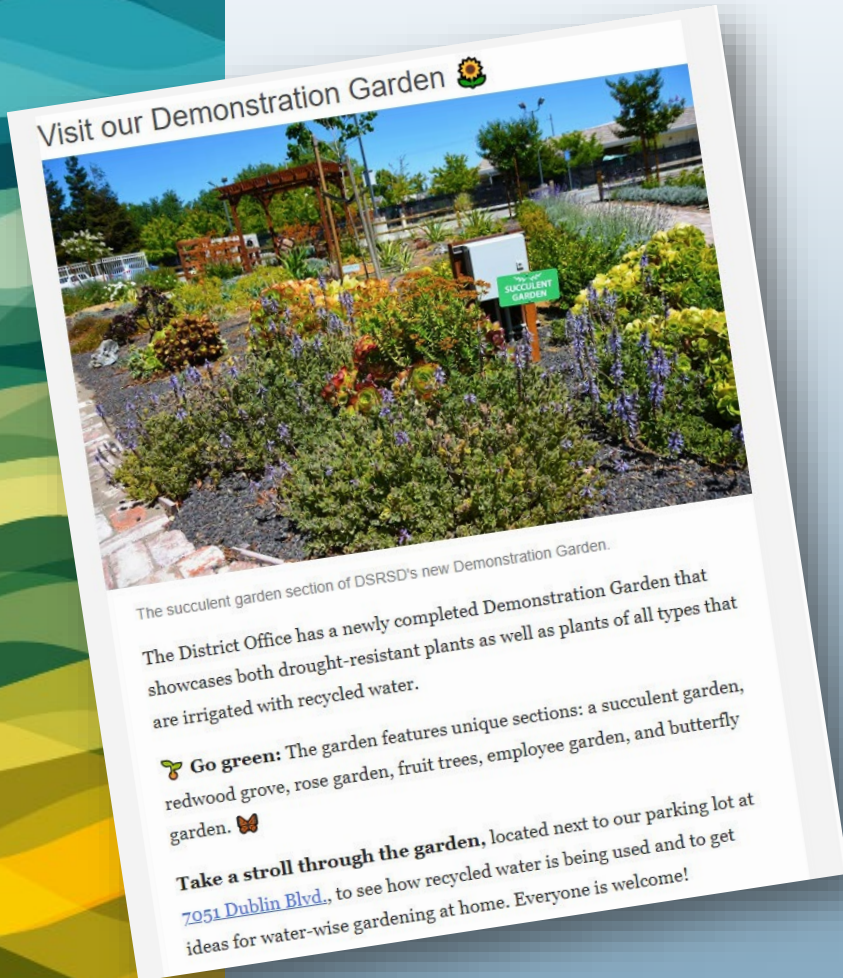 Visit our Demonstration Garden 🌻
SUCCULENT
GARDEN
The succulent garden section of DSRSD's new Demonstration Garden.
The District Office has a newly completed Demonstration Garden that
showcases both drought-resistant plants as well as plants of all types that
are irrigated with recycled water.
🌱 Go green: The garden features unique sections: a succulent garden,
redwood grove, rose garden, fruit trees, employee garden, and butterfly
garden. 🦋
Take a stroll through the garden, located next to our parking lot at
7051 Dublin Blvd., to see how recycled water is being used and to get
ideas for water-wise gardening at home. Everyone is welcome!